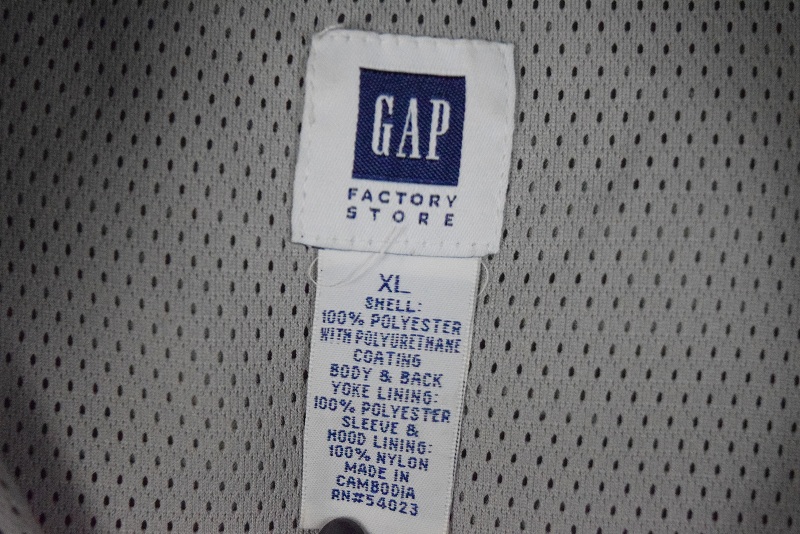 GAP
FACTORY
STORE
XL
SHELL:
100% POLYESTER
WITH POLYURETHANE
COATING
BODY & BACK
YOKE LINING:
100% POLYESTER
SLEEVE &
HOOD LINING:
100% NYLON
MADE IN
CAMBODIA
RN#54023